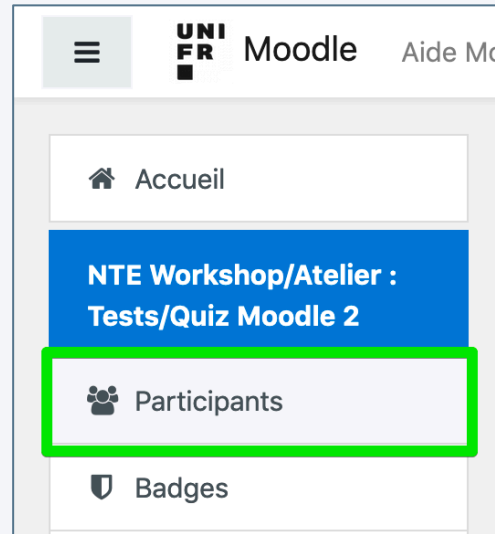 UNI
FR
Moodle
Aide Mo
Accueil
NTE Workshop/Atelier :
Tests/Quiz Moodle 2
Participants
Badges